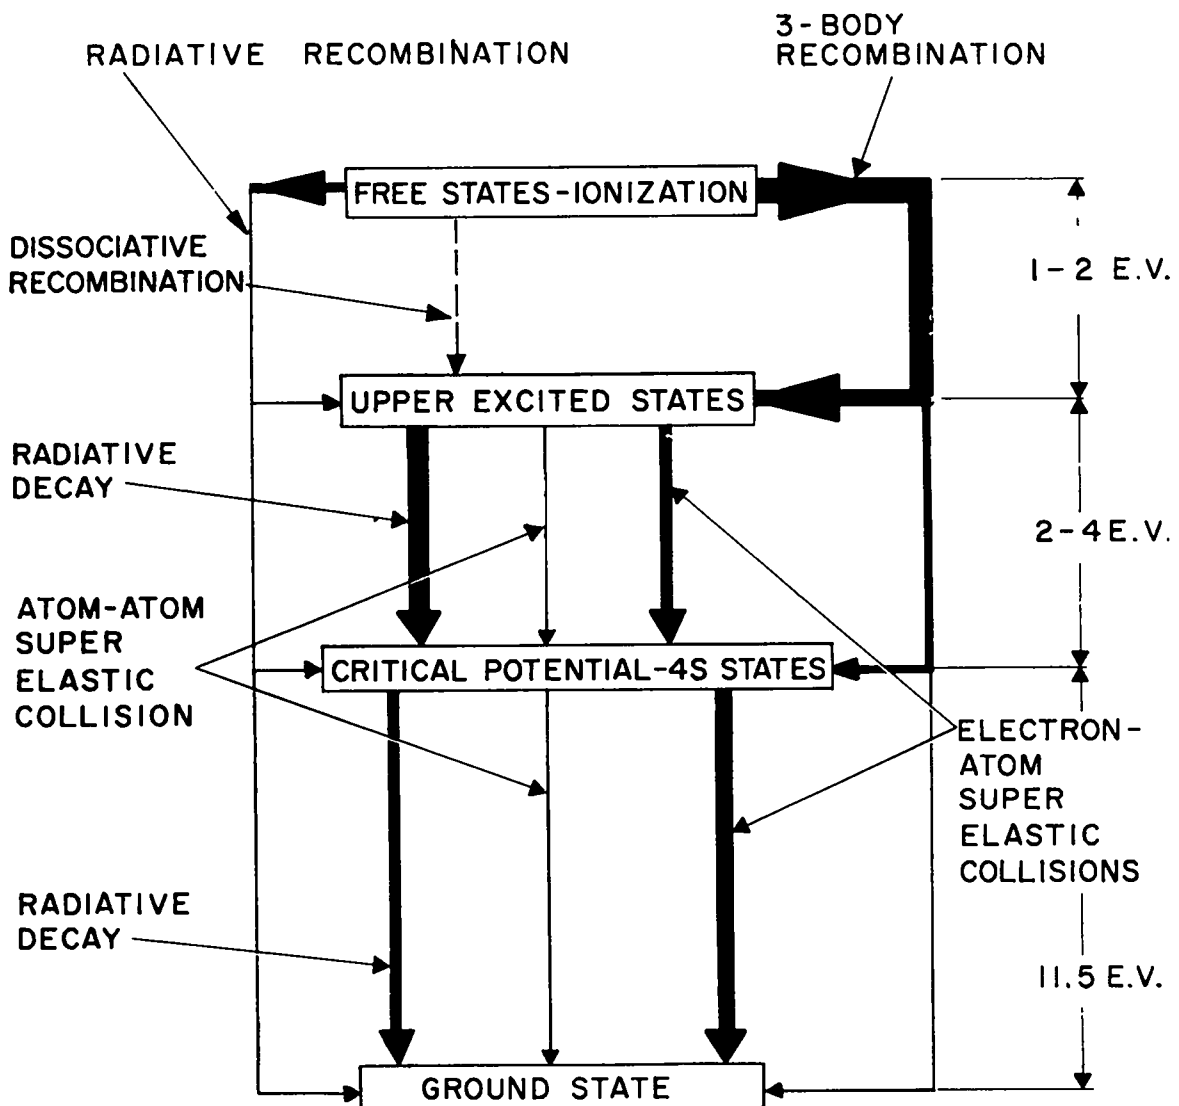 RADIATIVE RECOMBINATION
3-BODY
RECOMBINATION
FREE STATES-IONIZATION
DISSOCIATIVE
RECOMBINATION
1-2 E.V.
UPPER EXCITED STATES
RADIATIVE
DECAY
2-4 E.V.
ATOM-ATOM
SUPER
ELASTIC
COLLISION
CRITICAL POTENTIAL-4S STATES
ELECTRON-
ATOM
SUPER
ELASTIC
COLLISIONS
RADIATIVE
DECAY
11.5 E.V.
GROUND STATE